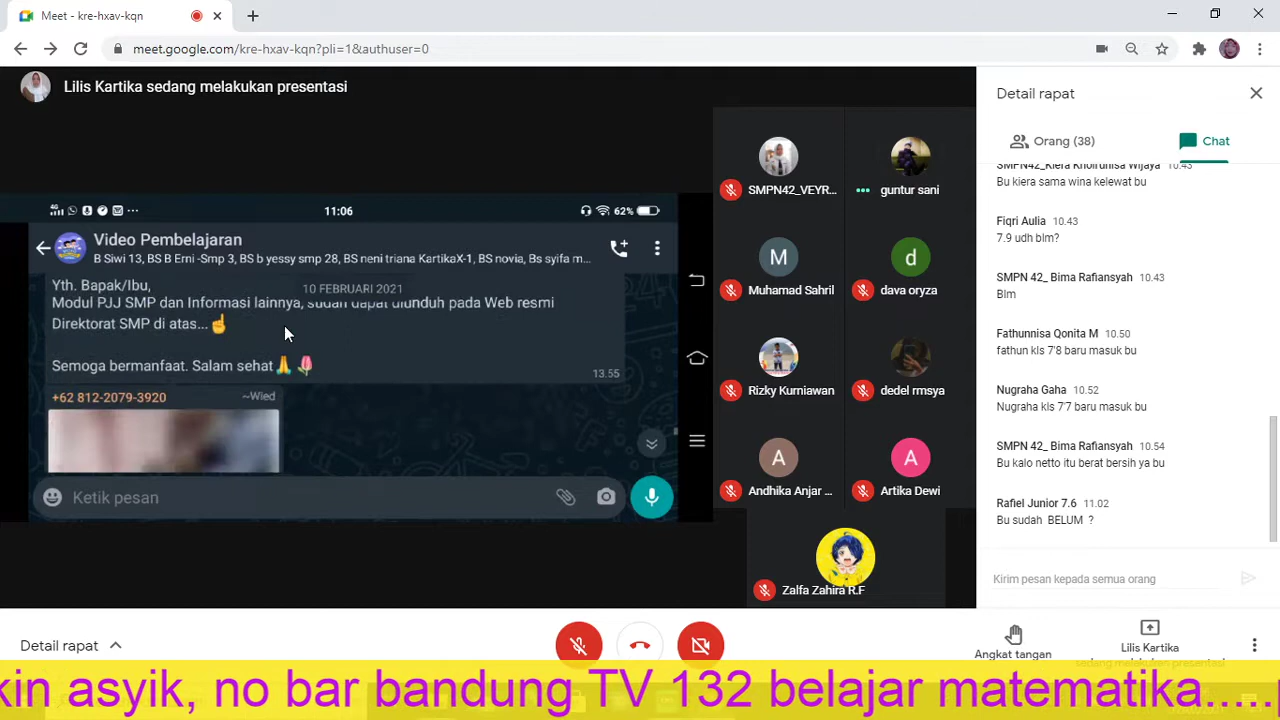 Meet - kre-hxav-kqn
meet.google.com/kre-hxav-kqn?pli=1&authuser=0
Lilis Kartika sedang melakukan presentasi
4G
11:06
62%
Video Pembelajaran
B Siwi 13, BS B Erni -Smp 3, BS b yessy smp 28, BS neni triana KartikaX-1, BS novia, Bs syifa m...
10 FEBRUARI 2021
Yth. Bapak/Ibu,
Modul PJJ SMP dan Informasi lainnya, sudah dapat diunduh pada Web resmi
Direktorat SMP di atas...☝
Semoga bermanfaat. Salam sehat🙏🌷
13.55
+62 812-2079-3920 ~Wied
Ketik pesan
SMPN42_VEYR...
guntur sani
M
Muhamad Sahril
d
dava oryza
Rizky Kurniawan
dedel rmsya
A
Andhika Anjar ...
A
Artika Dewi
Zalfa Zahira R.F
Detail rapat
Orang (38)
Chat
SMPN42_Kiera Khoirunisa Wijaya 10.43
Bu kiera sama wina kelewat bu
Fiqri Aulia 10.43
7.9 udh blm?
SMPN 42_ Bima Rafiansyah 10.43
Blm
Fathunnisa Qonita M 10.50
fathun kls 7'8 baru masuk bu
Nugraha Gaha 10.52
Nugraha kls 7'7 baru masuk bu
SMPN 42_ Bima Rafiansyah 10.54
Bu kalo netto itu berat bersih ya bu
Rafiel Junior 7.6 11.02
Bu sudah BELUM ?
Kirim pesan kepada semua orang
Detail rapat
Angkat tangan
Lilis Kartika
sedang melakukan presentasi
kin asyik, no bar bandung TV 132 belajar matematika.....p